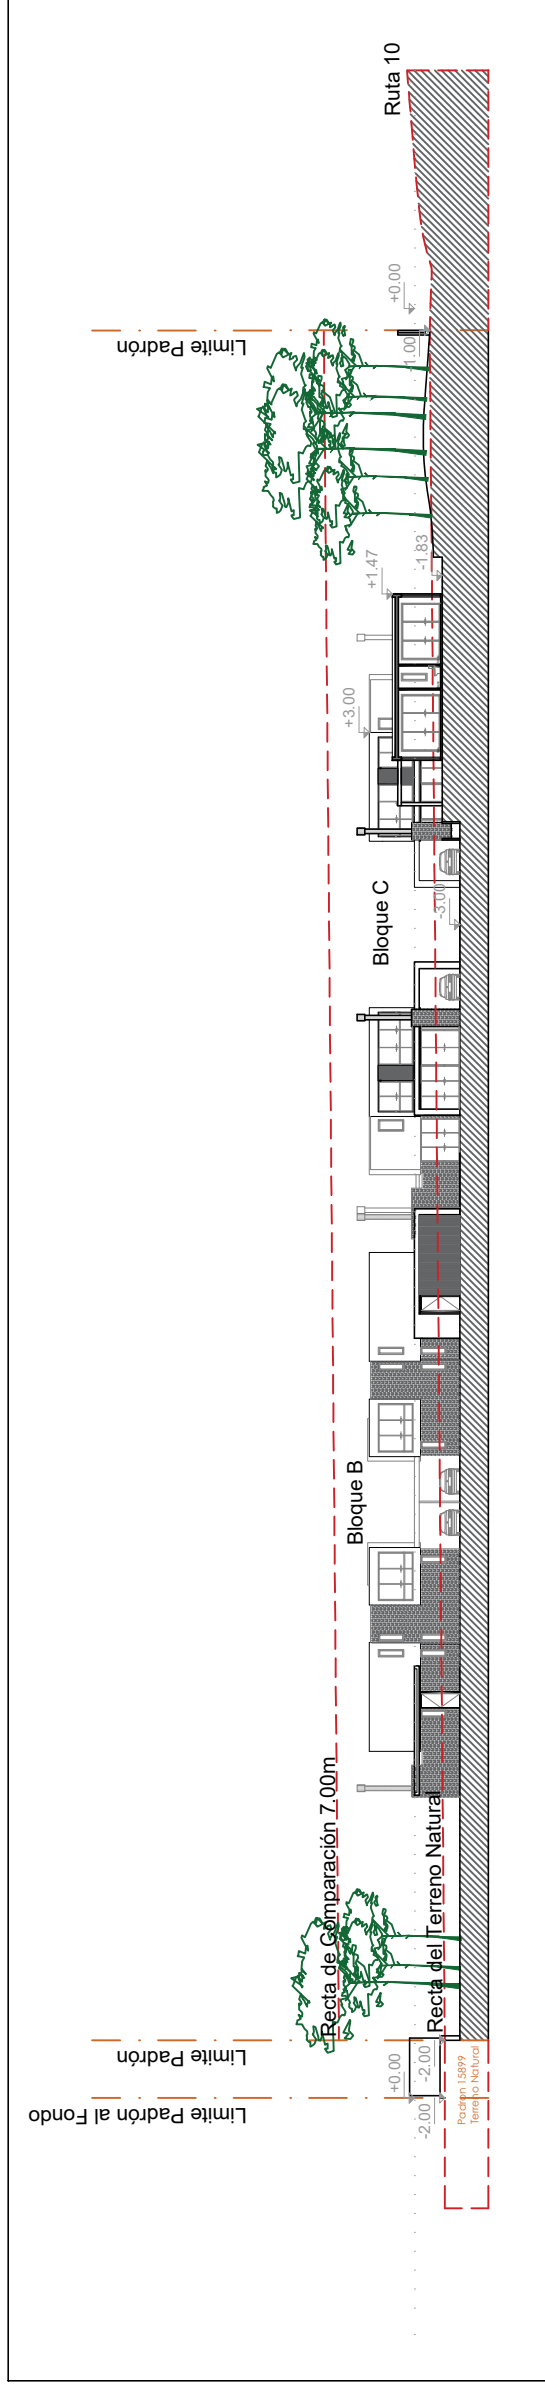 Limite Padrón al Fondo
Limite Padrón
Limite Padrón
Recta de Comparación 7.00m
Recta del Terreno Natural
Bloque B
Bloque C
Ruta 10
+0.00
-2.00
-2.00
Padron 15899
Terreno Natural
-3.00
+3.00
+1.47
-1.83
1.00
+0.00